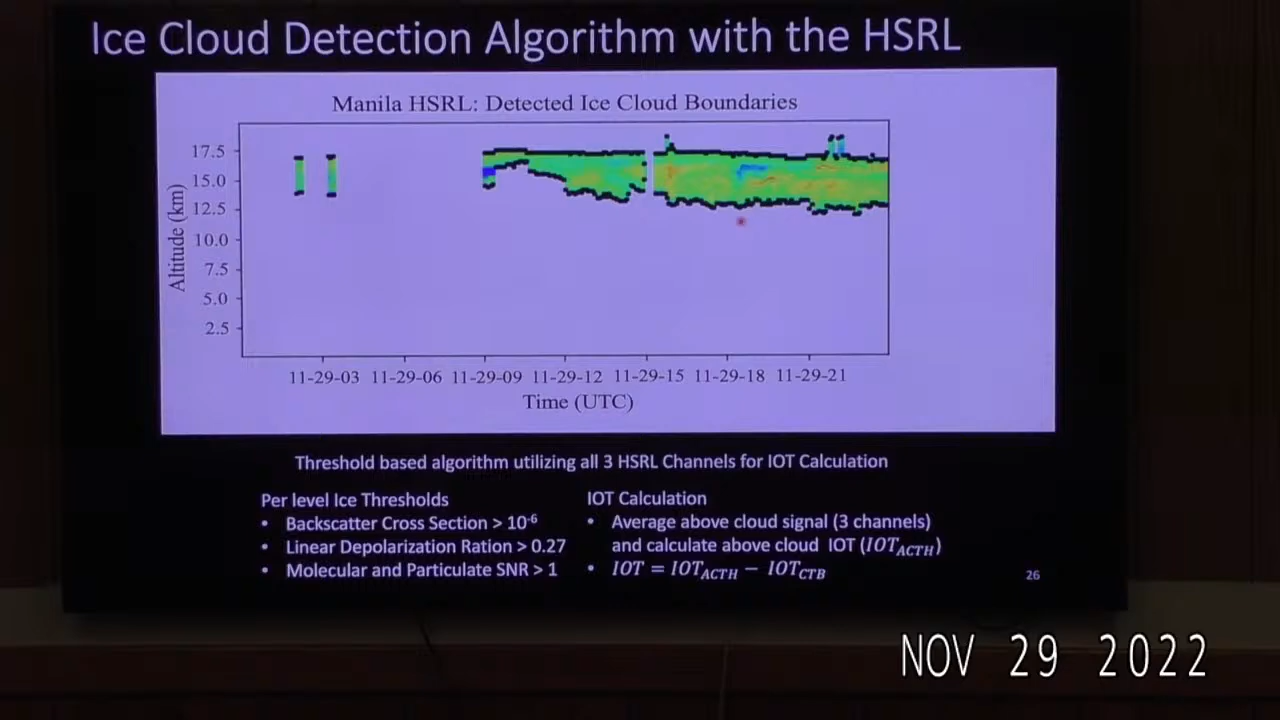 Ice Cloud Detection Algorithm with the HSRL
Manila HSRL: Detected Ice Cloud Boundaries
17.5
15.0
12.5
10.0
7.5
5.0
2.5
Altitude (km)
11-29-03 11-29-06 11-29-09 11-29-12 11-29-15 11-29-18 11-29-21
Time (UTC)
Threshold based algorithm utilizing all 3 HSRL Channels for IOT Calculation
Per level Ice Thresholds
• Backscatter Cross Section > 10⁻⁶
• Linear Depolarization Ration > 0.27
• Molecular and Particulate SNR > 1
IOT Calculation
• Average above cloud signal (3 channels)
and calculate above cloud IOT (IOT_ACTH)
• IOT = IOT_ACTH − IOT_CTB
26
NOV 29 2022